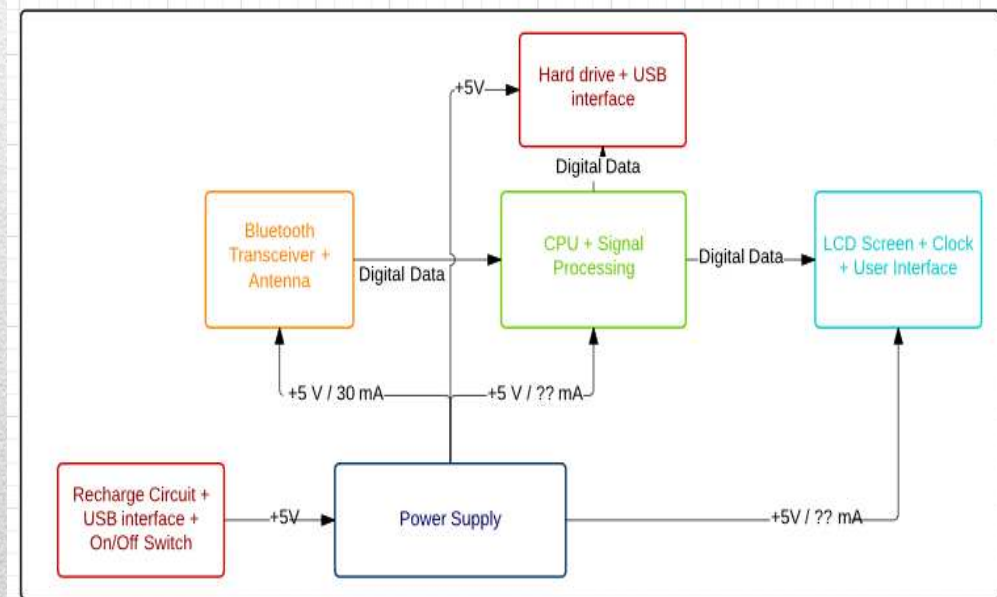 Hard drive + USB
interface
+5V
Digital Data
Bluetooth
Transceiver +
Antenna
Digital Data
CPU + Signal
Processing
Digital Data
LCD Screen + Clock
+ User Interface
+5 V / 30 mA
+5 V / ?? mA
Recharge Circuit +
USB interface +
On/Off Switch
+5V
Power Supply
+5V / ?? mA